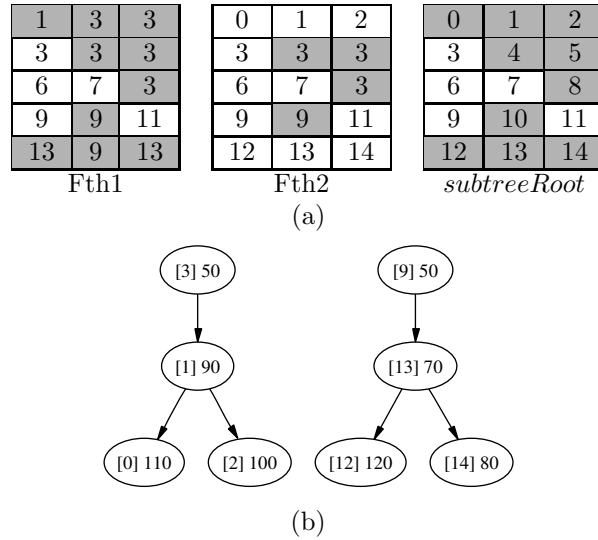 1 3 3
3 3 3
6 7 3
9 9 11
13 9 13
Fth1
0 1 2
3 3 3
6 7 3
9 9 11
12 13 14
Fth2
0 1 2
3 4 5
6 7 8
9 10 11
12 13 14
subtreeRoot
(a)
[3] 50 [9] 50
[1] 90 [13] 70
[0] 110 [2] 100 [12] 120 [14] 80
(b)